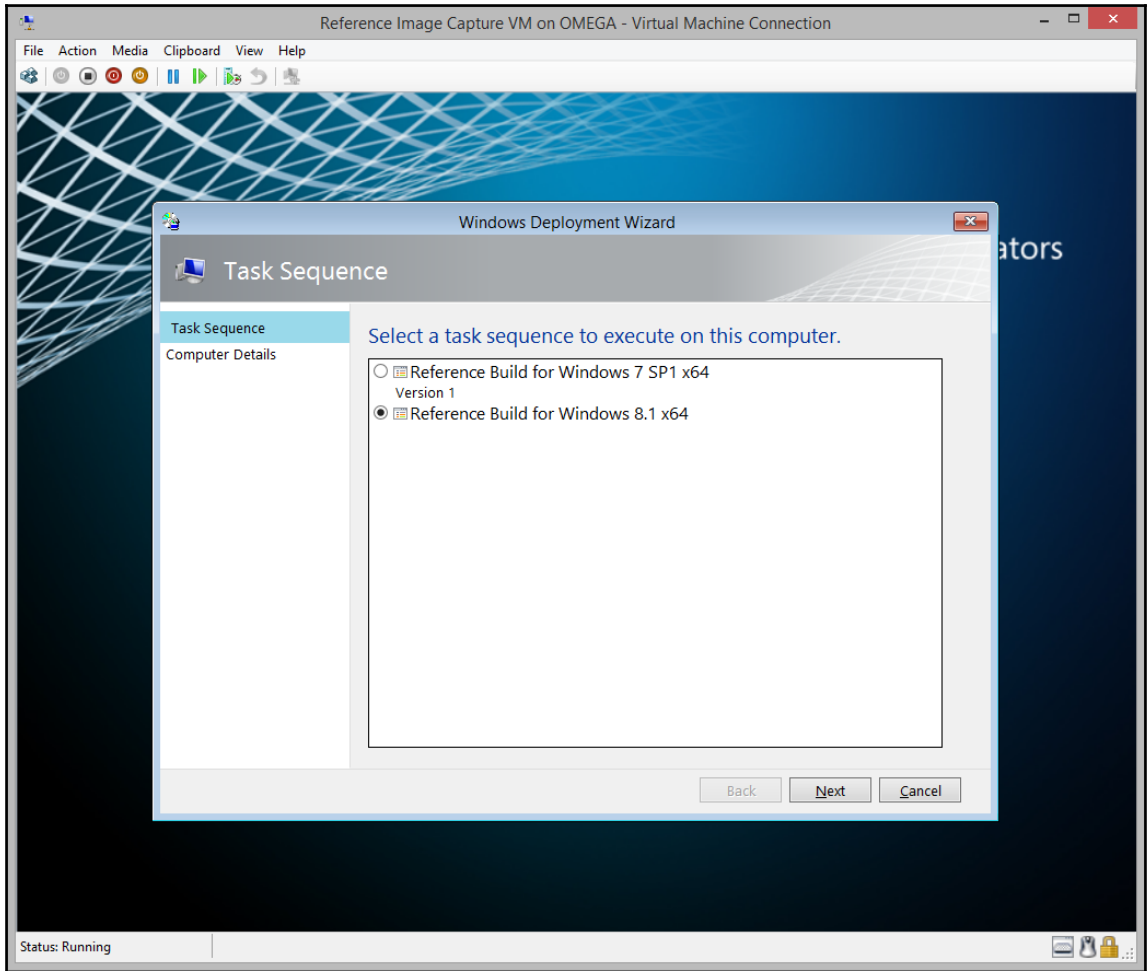 Reference Image Capture VM on OMEGA - Virtual Machine Connection
File Action Media Clipboard View Help
Windows Deployment Wizard
ators
Task Sequence
Task Sequence
Computer Details
Select a task sequence to execute on this computer.
Reference Build for Windows 7 SP1 x64
Version 1
Reference Build for Windows 8.1 x64
Back Next Cancel
Status: Running